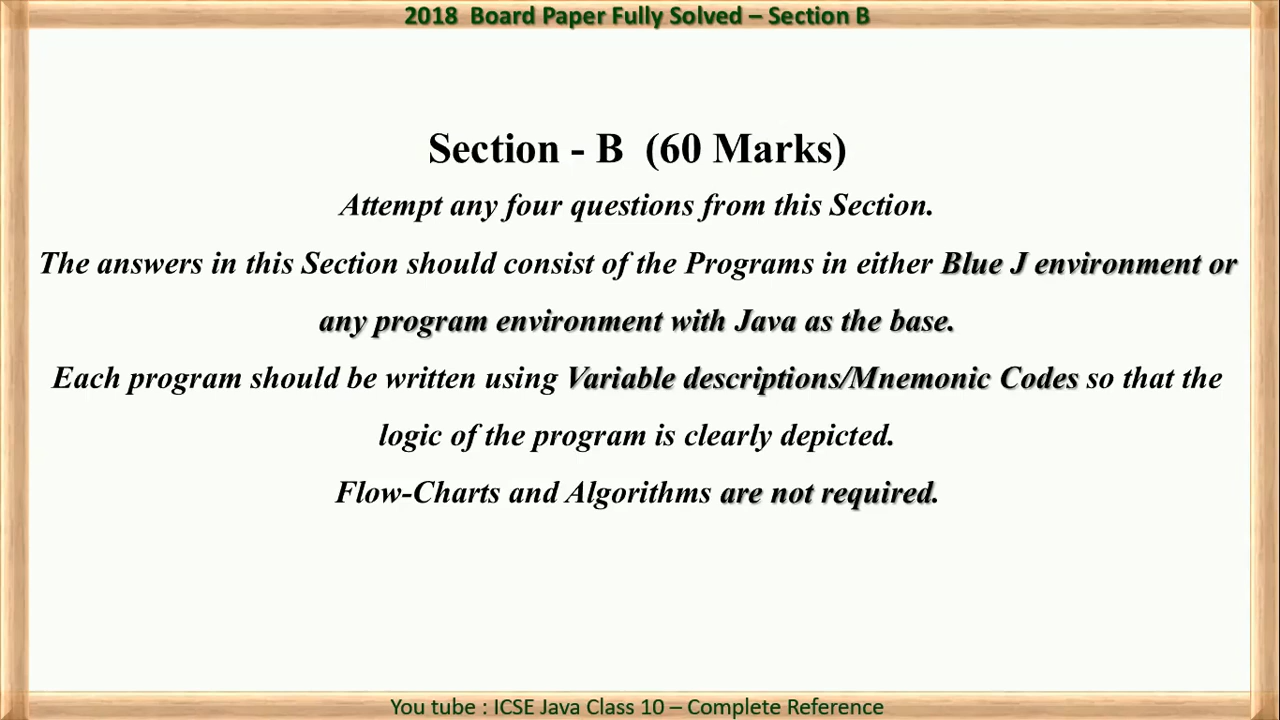 2018 Board Paper Fully Solved – Section B
Section - B (60 Marks)
Attempt any four questions from this Section.
The answers in this Section should consist of the Programs in either Blue J environment or
any program environment with Java as the base.
Each program should be written using Variable descriptions/Mnemonic Codes so that the
logic of the program is clearly depicted.
Flow-Charts and Algorithms are not required.
You tube : ICSE Java Class 10 – Complete Reference